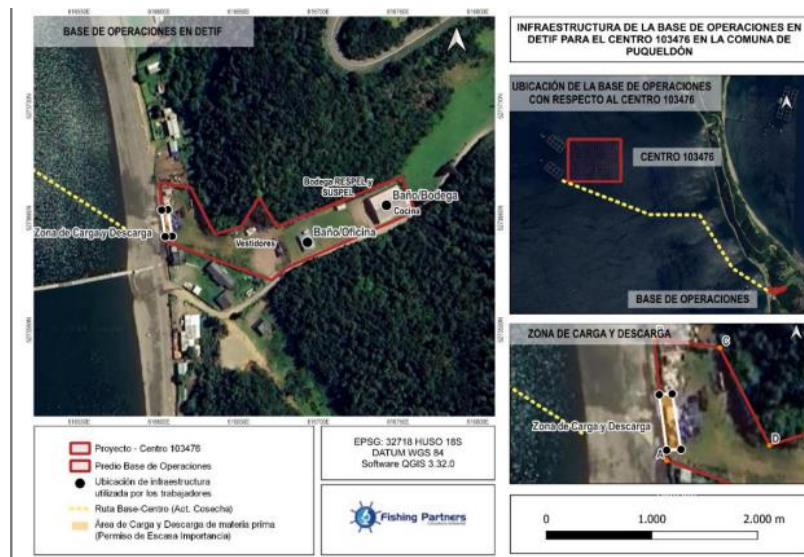 BASE DE OPERACIONES EN DETIF
Bodega RESPEL y
SUSPEL
Baño/Bodega
Cocina
Zona de Carga y Descarga
Vestidores
Baño/Oficina
INFRAESTRUCTURA DE LA BASE DE OPERACIONES EN
DETIF PARA EL CENTRO 103476 EN LA COMUNA DE
PUQUELDÓN
UBICACIÓN DE LA BASE DE OPERACIONES
CON RESPECTO AL CENTRO 103476
CENTRO 103476
BASE DE OPERACIONES
ZONA DE CARGA Y DESCARGA
C
Zona de Carga y Descarga
D
A
Proyecto - Centro 103476
Predio Base de Operaciones
Ubicación de infraestructura
utilizada por los trabajadores
Ruta Base-Centro (Act. Cosecha)
Área de Carga y Descarga de materia prima
(Permiso de Escasa Importancia)
EPSG: 32718 HUSO 18S
DATUM WGS 84
Software QGIS 3.32.0
Fishing Partners
0 1.000 2.000 m